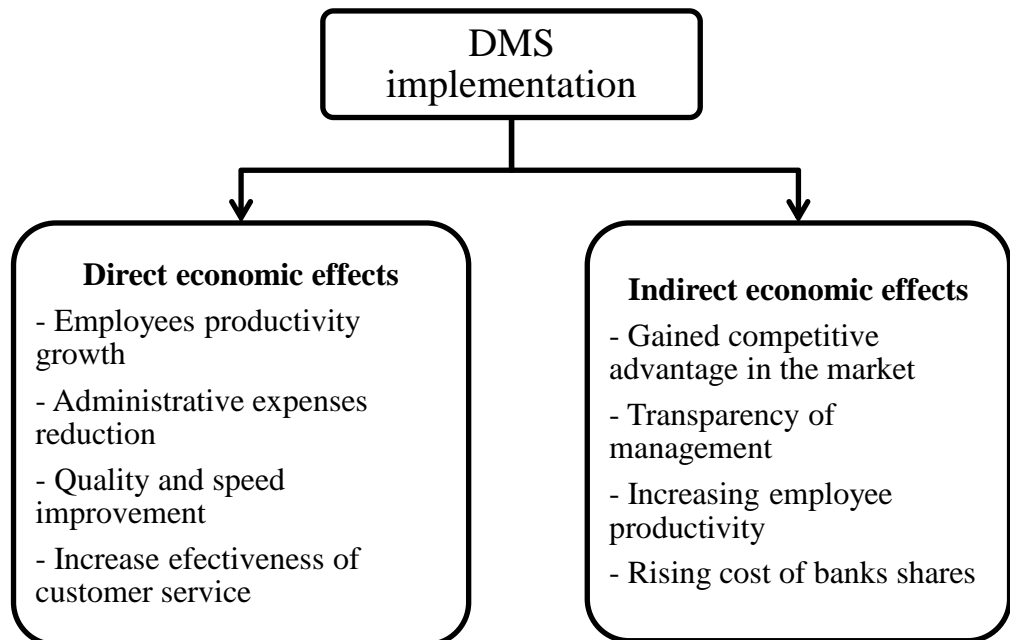 DMS
implementation
Direct economic effects
- Employees productivity
growth
- Administrative expenses
reduction
- Quality and speed
improvement
- Increase efectiveness of
customer service
Indirect economic effects
- Gained competitive
advantage in the market
- Transparency of
management
- Increasing employee
productivity
- Rising cost of banks shares